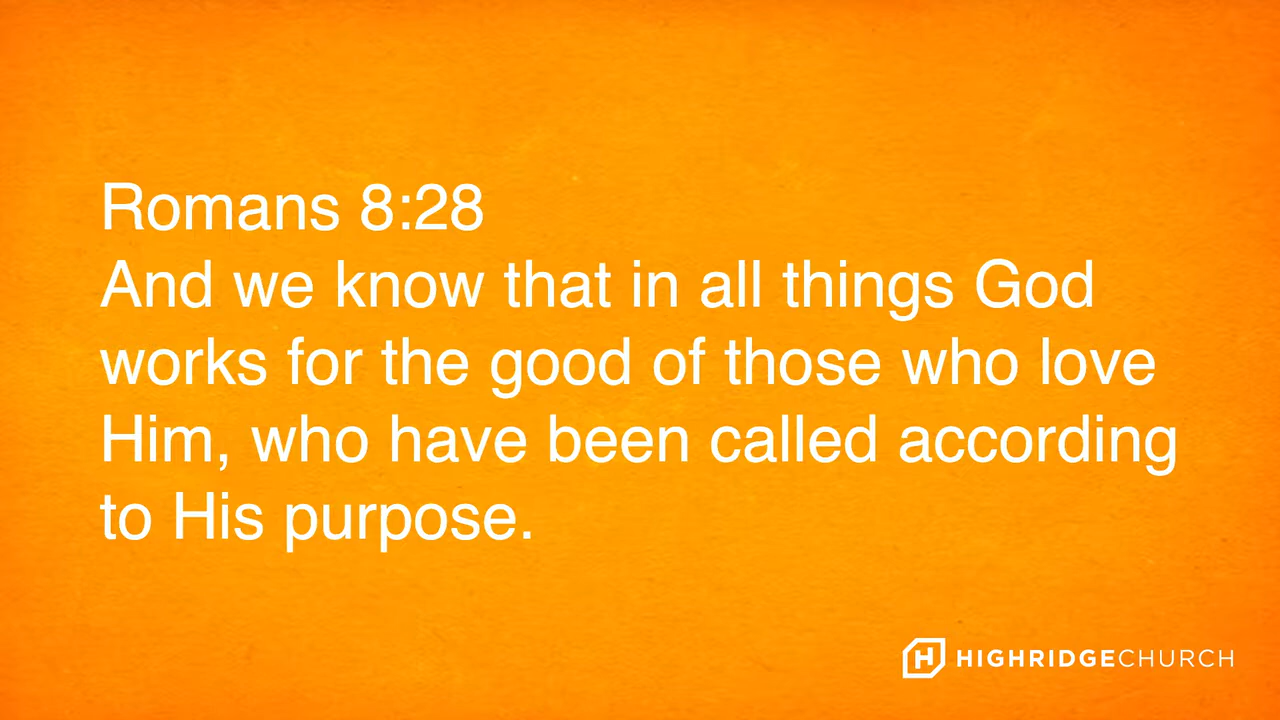 Romans 8:28
And we know that in all things God
works for the good of those who love
Him, who have been called according
to His purpose.
HIGHRIDGECHURCH